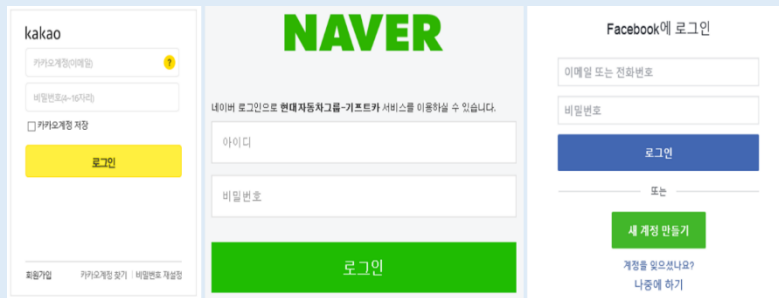 kakao
카카오계정(이메일)
?
비밀번호(4~16자리)
카카오계정 저장
로그인
회원가입 카카오계정 찾기 | 비밀번호 재설정
NAVER
네이버 로그인으로 현대자동차그룹-기프트카 서비스를 이용하실 수 있습니다.
아이디
비밀번호
로그인
Facebook에 로그인
이메일 또는 전화번호
비밀번호
로그인
또는
새 계정 만들기
계정을 잊으셨나요?
나중에 하기